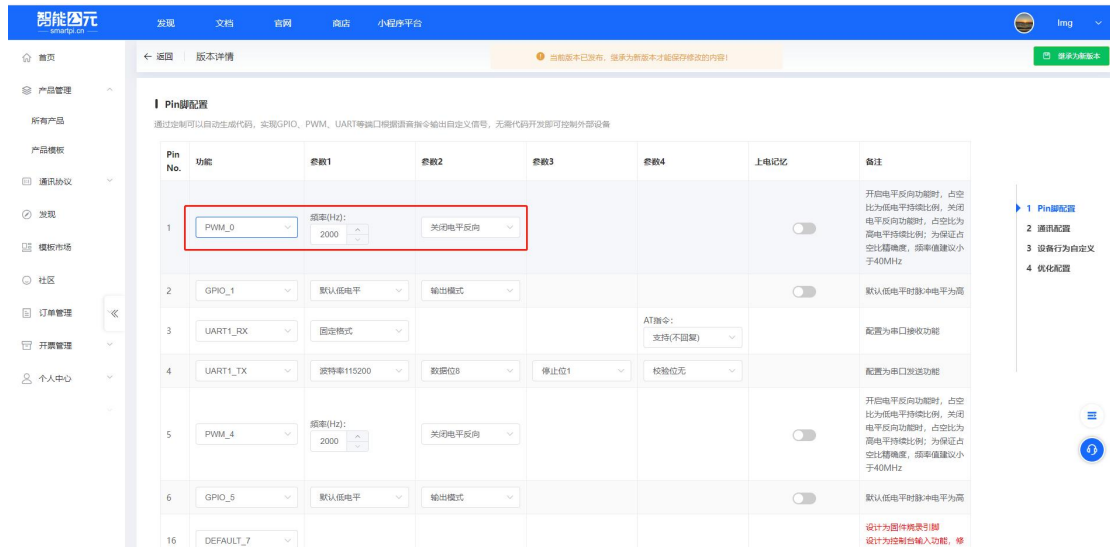 智能公元
smartpi.cn
发现 文档 官网 商店 小程序平台
lmg
首页
产品管理
所有产品
产品模板
通讯协议
发现
模板市场
社区
订单管理
开票管理
个人中心
← 返回 版本详情
当前版本已发布，继承为新版本才能保存修改的内容！
继承为新版本
Pin脚配置
通过定制可以自动生成代码，实现GPIO、PWM、UART等端口根据语音指令输出自定义信号，无需代码开发即可控制外部设备
Pin No. 功能 参数1 参数2 参数3 参数4 上电记忆 备注
1 PWM_0 频率(Hz): 2000 关闭电平反向
开启电平反向功能时，占空
比为低电平持续比例，关闭
电平反向功能时，占空比为
高电平持续比例；为保证占
空比精确度，频率值建议小
于40MHz
2 GPIO_1 默认低电平 输出模式 默认低电平时脉冲电平为高
3 UART1_RX 固定格式 AT指令: 支持(不回复) 配置为串口接收功能
4 UART1_TX 波特率115200 数据位8 停止位1 校验位无 配置为串口发送功能
5 PWM_4 频率(Hz): 2000 关闭电平反向
开启电平反向功能时，占空
比为低电平持续比例，关闭
电平反向功能时，占空比为
高电平持续比例；为保证占
空比精确度，频率值建议小
于40MHz
6 GPIO_5 默认低电平 输出模式 默认低电平时脉冲电平为高
16 DEFAULT_7
设计为固件烧录引脚
设计为控制台输入功能，修
1 Pin脚配置
2 通讯配置
3 设备行为自定义
4 优化配置